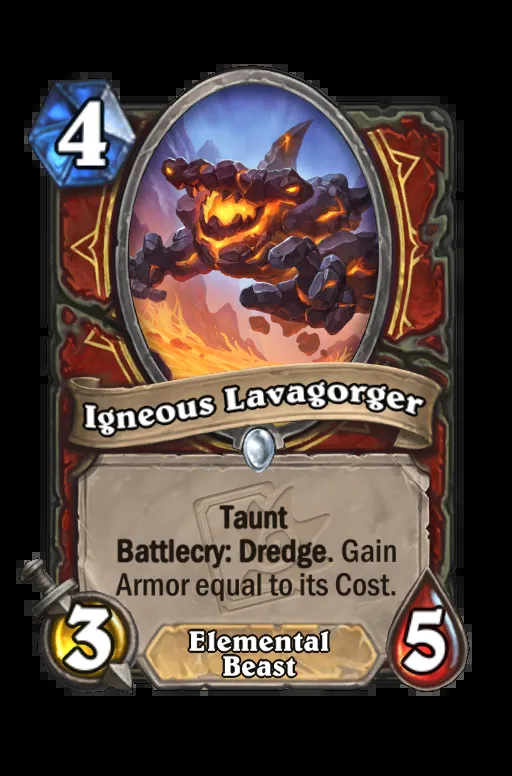 4
Igneous Lavagorger
Taunt
Battlecry: Dredge. Gain
Armor equal to its Cost.
3
Elemental
Beast
5